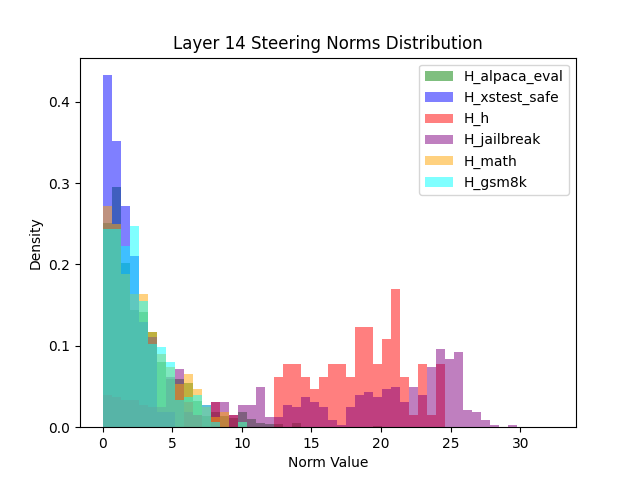 Layer 14 Steering Norms Distribution
H_alpaca_eval
H_xstest_safe
H_h
H_jailbreak
H_math
H_gsm8k
Density
0.4
0.3
0.2
0.1
0.0
0 5 10 15 20 25 30
Norm Value